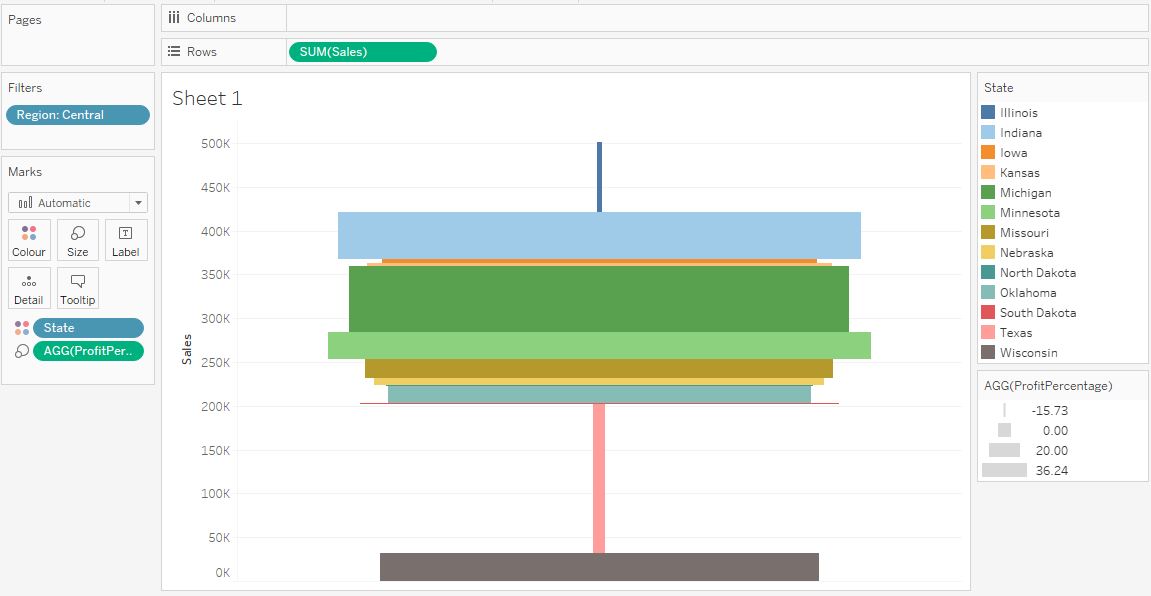 Pages
Columns
Rows
SUM(Sales)
Filters
Region: Central
Marks
Automatic
Colour
Size
Label
Detail
Tooltip
State
AGG(ProfitPer..
Sheet 1
500K
450K
400K
350K
300K
250K
200K
150K
100K
50K
0K
Sales
State
Illinois
Indiana
Iowa
Kansas
Michigan
Minnesota
Missouri
Nebraska
North Dakota
Oklahoma
South Dakota
Texas
Wisconsin
AGG(ProfitPercentage)
-15.73
0.00
20.00
36.24